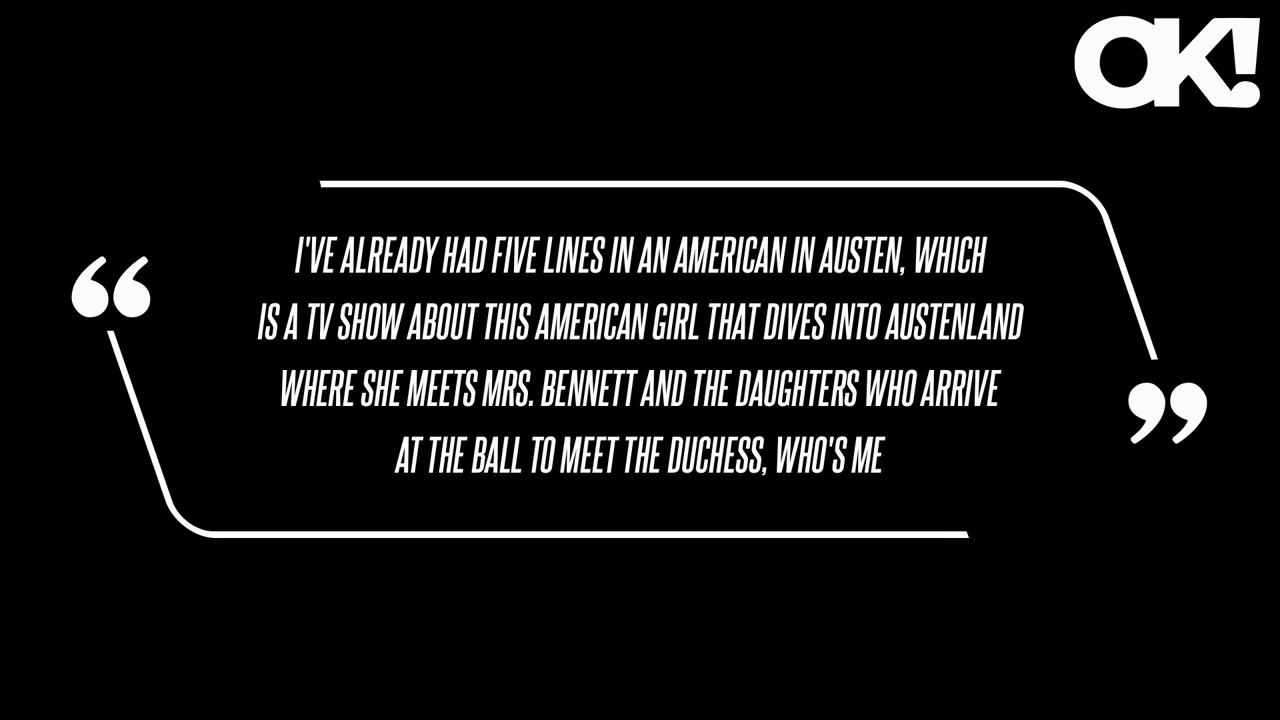 OK!
“
I'VE ALREADY HAD FIVE LINES IN AN AMERICAN IN AUSTEN, WHICH
IS A TV SHOW ABOUT THIS AMERICAN GIRL THAT DIVES INTO AUSTENLAND
WHERE SHE MEETS MRS. BENNETT AND THE DAUGHTERS WHO ARRIVE
AT THE BALL TO MEET THE DUCHESS, WHO'S ME
”